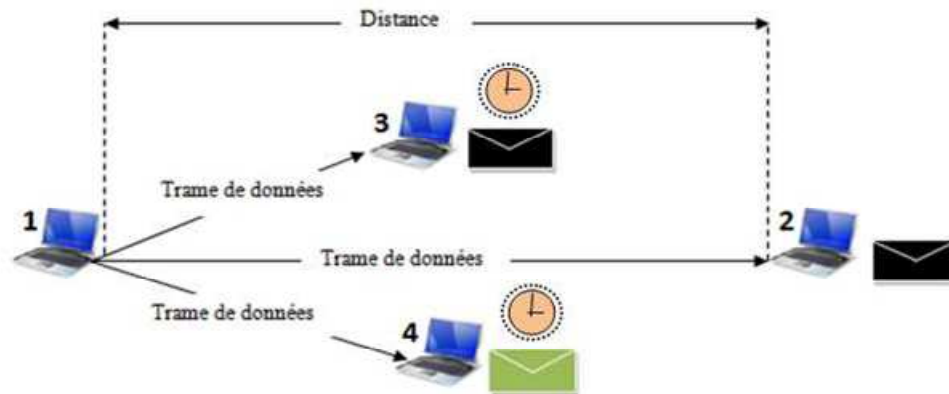 Distance
3
Trame de données
1
2
Trame de données
Trame de données
4